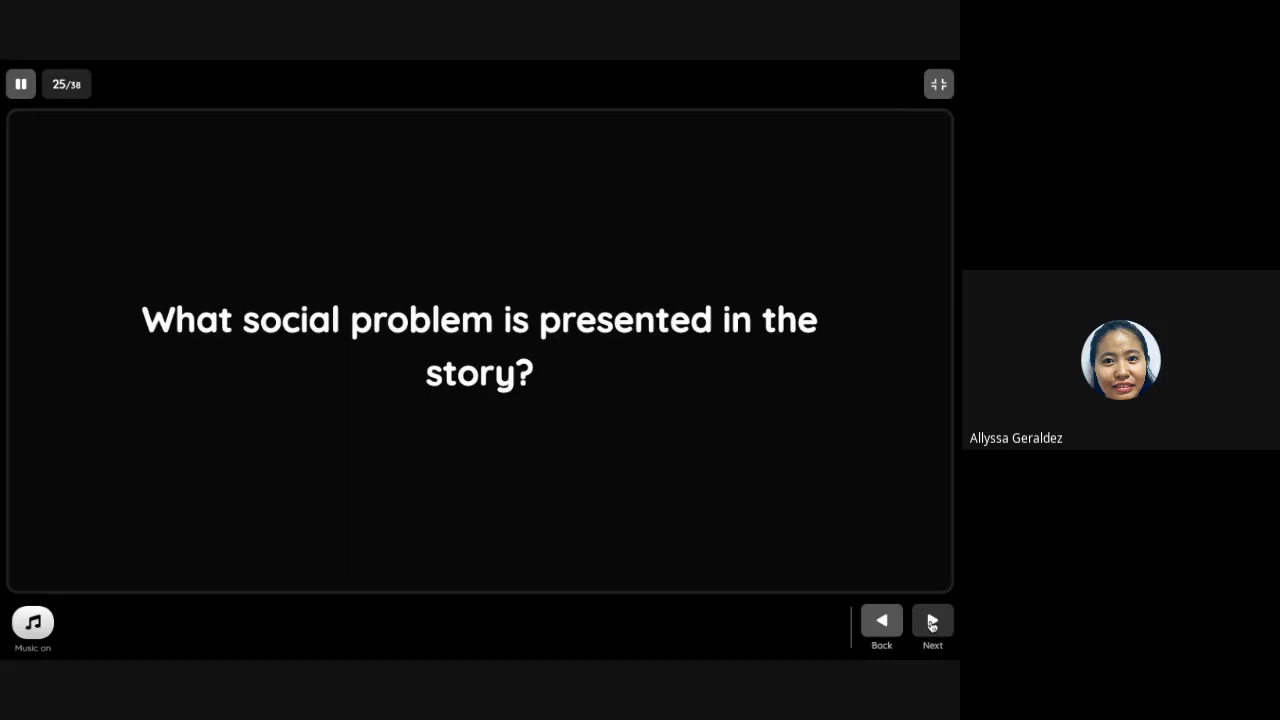 25/38
What social problem is presented in the
story?
Allyssa Geraldez
Music on
Back
Next